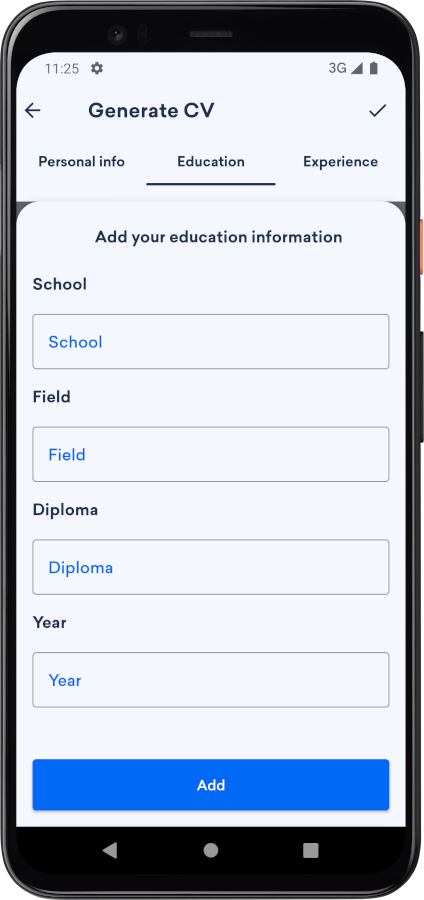 11:25 3G
Generate CV
Personal info Education Experience
Add your education information
School
School
Field
Field
Diploma
Diploma
Year
Year
Add